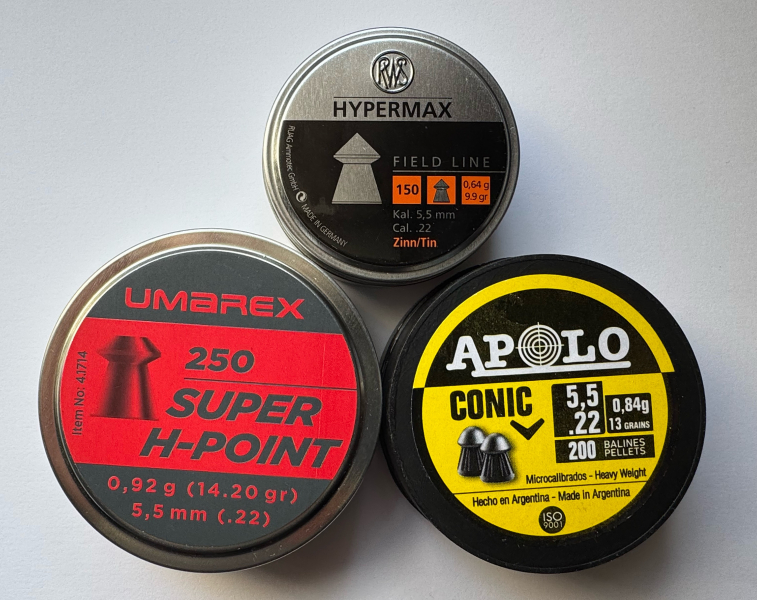 RWS
HYPERMAX
FIELD LINE
150
0,64 g
9.9 gr
Kal. 5,5 mm
Cal. .22
Zinn/Tin
RUAG Ammotec GmbH
MADE IN GERMANY
UMAREX
250
SUPER
H-POINT
Item No: 4.1714
0,92 g (14.20 gr)
5,5 mm (.22)
APOLO
CONIC
5,5
.22
0,84g
13 GRAINS
200
BALINES
PELLETS
Microcalibrados - Heavy Weight
Hecho en Argentina - Made in Argentina
ISO
9001